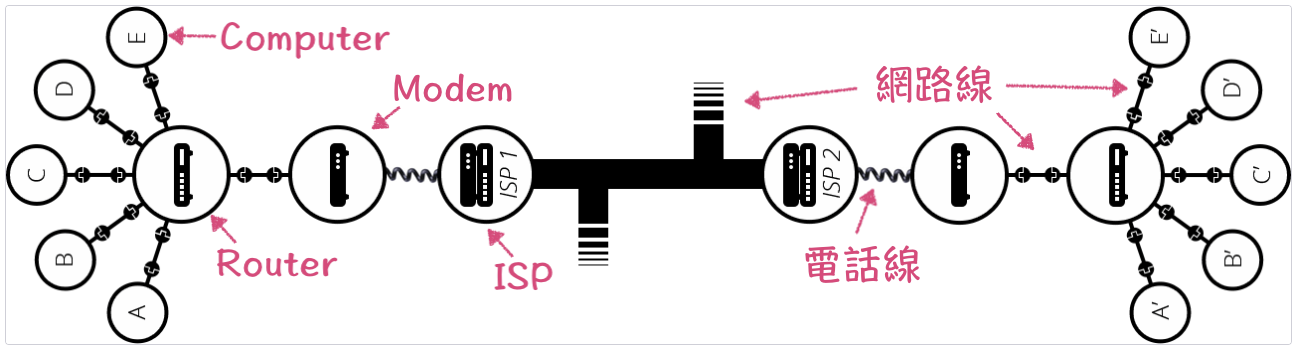 E
Computer
D
Modem
網路線
E'
D'
C
ISP 1
ISP 2
C'
B
Router
ISP
電話線
B'
A
A'